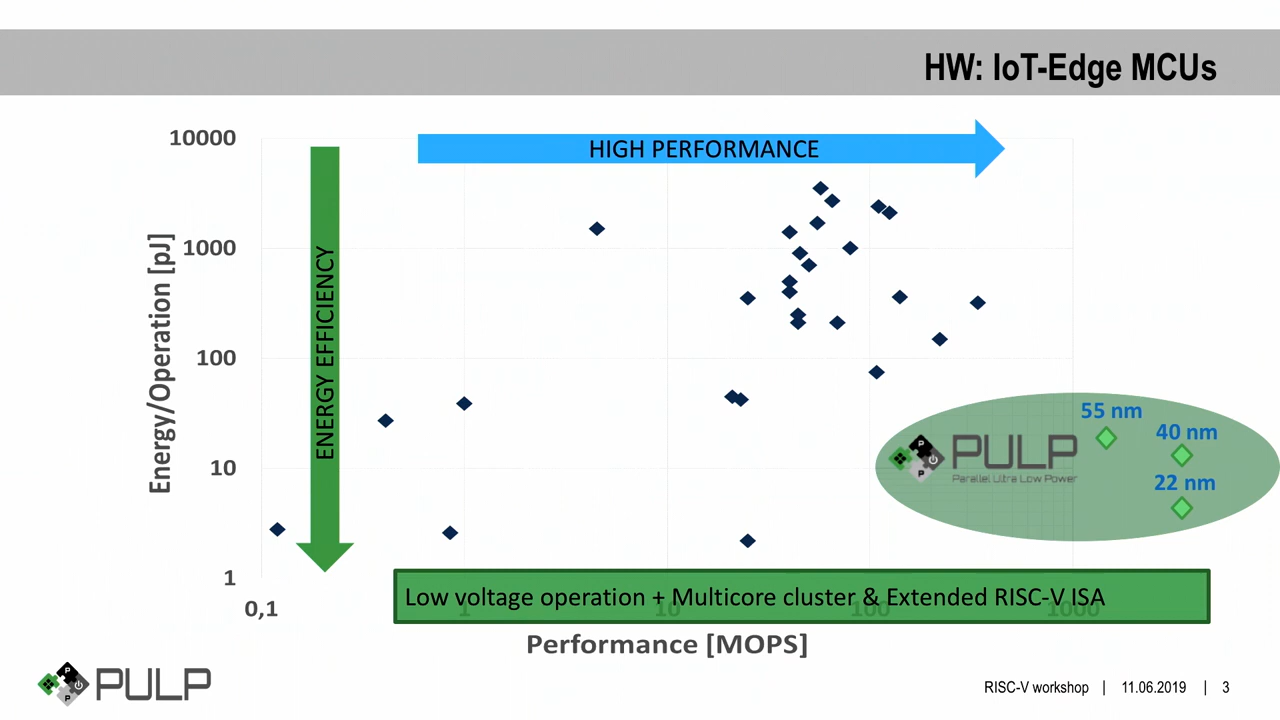 HW: IoT-Edge MCUs
HIGH PERFORMANCE
ENERGY EFFICIENCY
Energy/Operation [pJ]
10000
1000
100
10
1
55 nm
40 nm
22 nm
PULP
Parallel Ultra Low Power
Low voltage operation + Multicore cluster & Extended RISC-V ISA
0,1
1
10
100
1000
Performance [MOPS]
P
P
P
PULP
RISC-V workshop | 11.06.2019 | 3